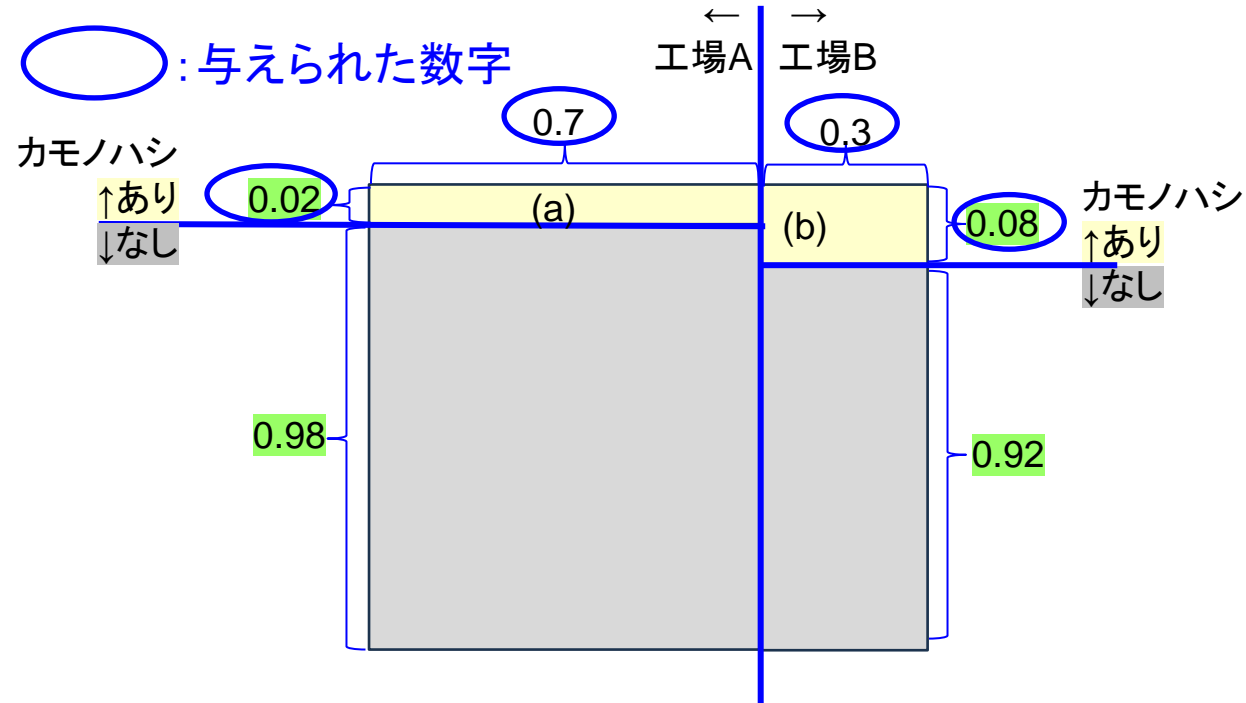 ← →
:与えられた数字
工場A 工場B
0.7
0.3
カモノハシ
↑あり
↓なし
0.02
(a)
(b)
0.08
カモノハシ
↑あり
↓なし
0.98
0.92